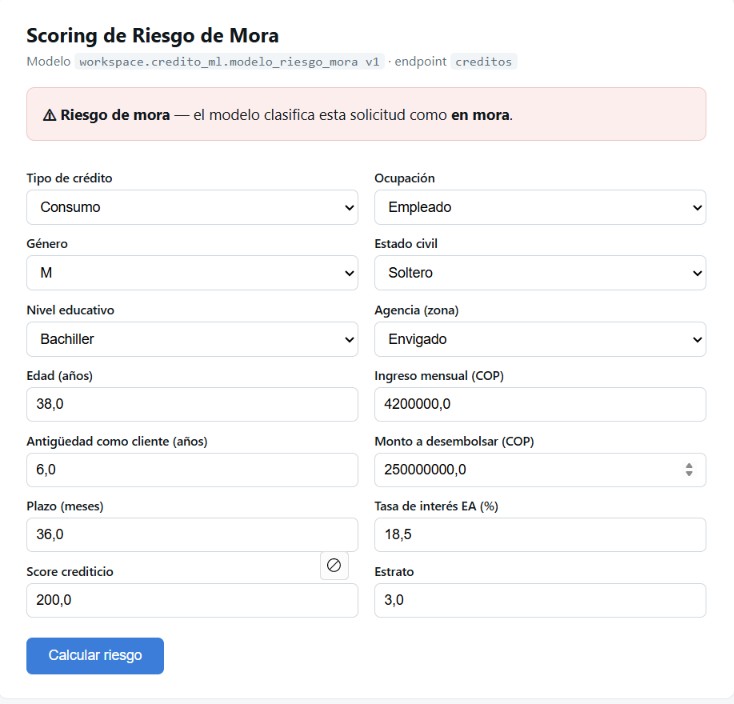 Scoring de Riesgo de Mora
Modelo workspace.credito_ml.modelo_riesgo_mora v1 · endpoint creditos
⚠ Riesgo de mora — el modelo clasifica esta solicitud como en mora.
Tipo de crédito
Consumo
Ocupación
Empleado
Género
M
Estado civil
Soltero
Nivel educativo
Bachiller
Agencia (zona)
Envigado
Edad (años)
38,0
Ingreso mensual (COP)
4200000,0
Antigüedad como cliente (años)
6,0
Monto a desembolsar (COP)
250000000,0
Plazo (meses)
36,0
Tasa de interés EA (%)
18,5
Score crediticio
200,0
Estrato
3,0
Calcular riesgo